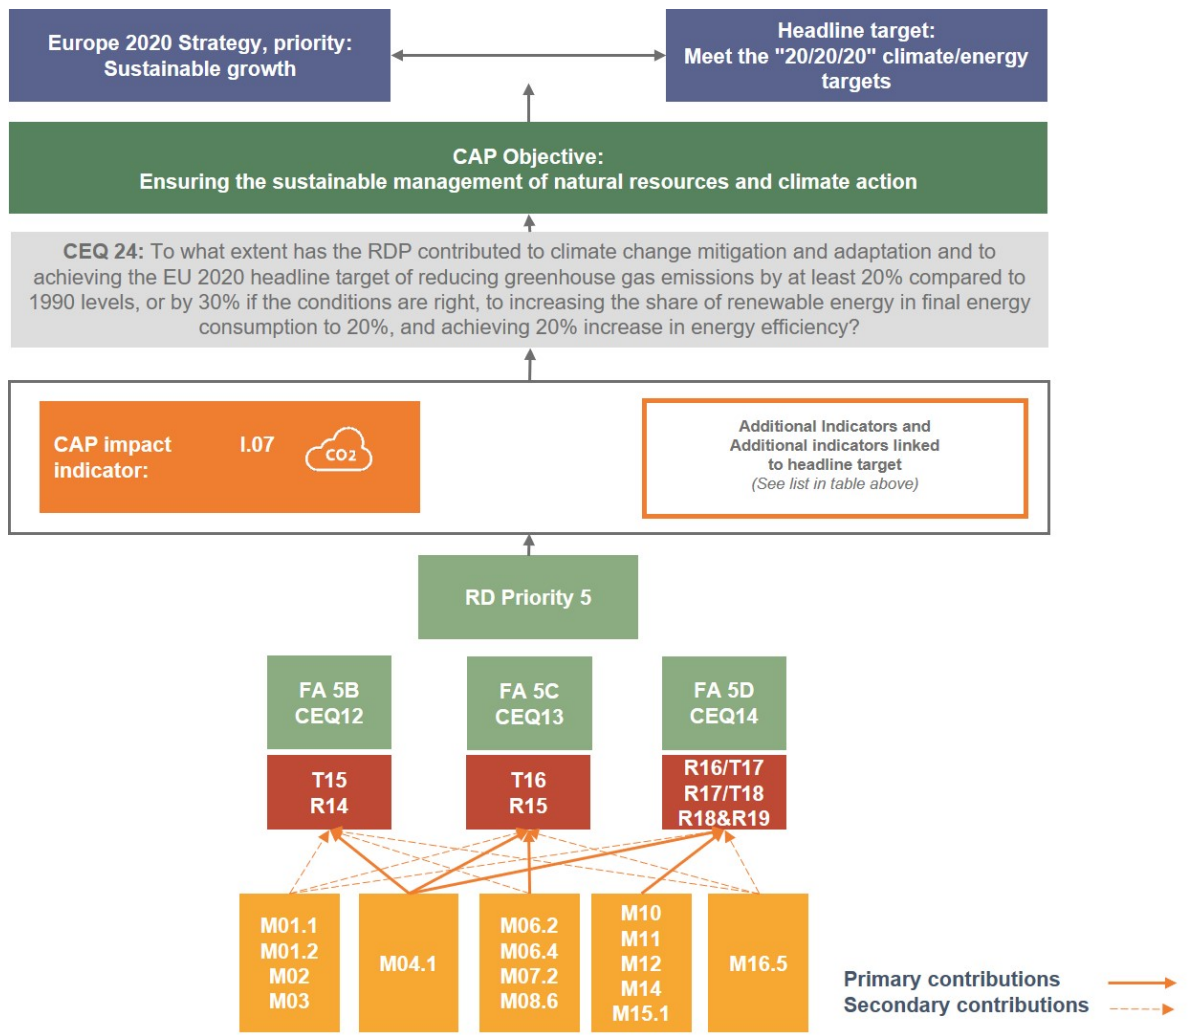 Europe 2020 Strategy, priority:
Sustainable growth
Headline target:
Meet the "20/20/20" climate/energy
targets
CAP Objective:
Ensuring the sustainable management of natural resources and climate action
CEQ 24: To what extent has the RDP contributed to climate change mitigation and adaptation and to
achieving the EU 2020 headline target of reducing greenhouse gas emissions by at least 20% compared to
1990 levels, or by 30% if the conditions are right, to increasing the share of renewable energy in final energy
consumption to 20%, and achieving 20% increase in energy efficiency?
CAP impact
indicator:
I.07
CO2
Additional Indicators and
Additional indicators linked
to headline target
(See list in table above)
RD Priority 5
FA 5B
CEQ12
FA 5C
CEQ13
FA 5D
CEQ14
T15
R14
T16
R15
R16/T17
R17/T18
R18&R19
M01.1
M01.2
M02
M03
M04.1
M06.2
M06.4
M07.2
M08.6
M10
M11
M12
M14
M15.1
M16.5
Primary contributions
Secondary contributions